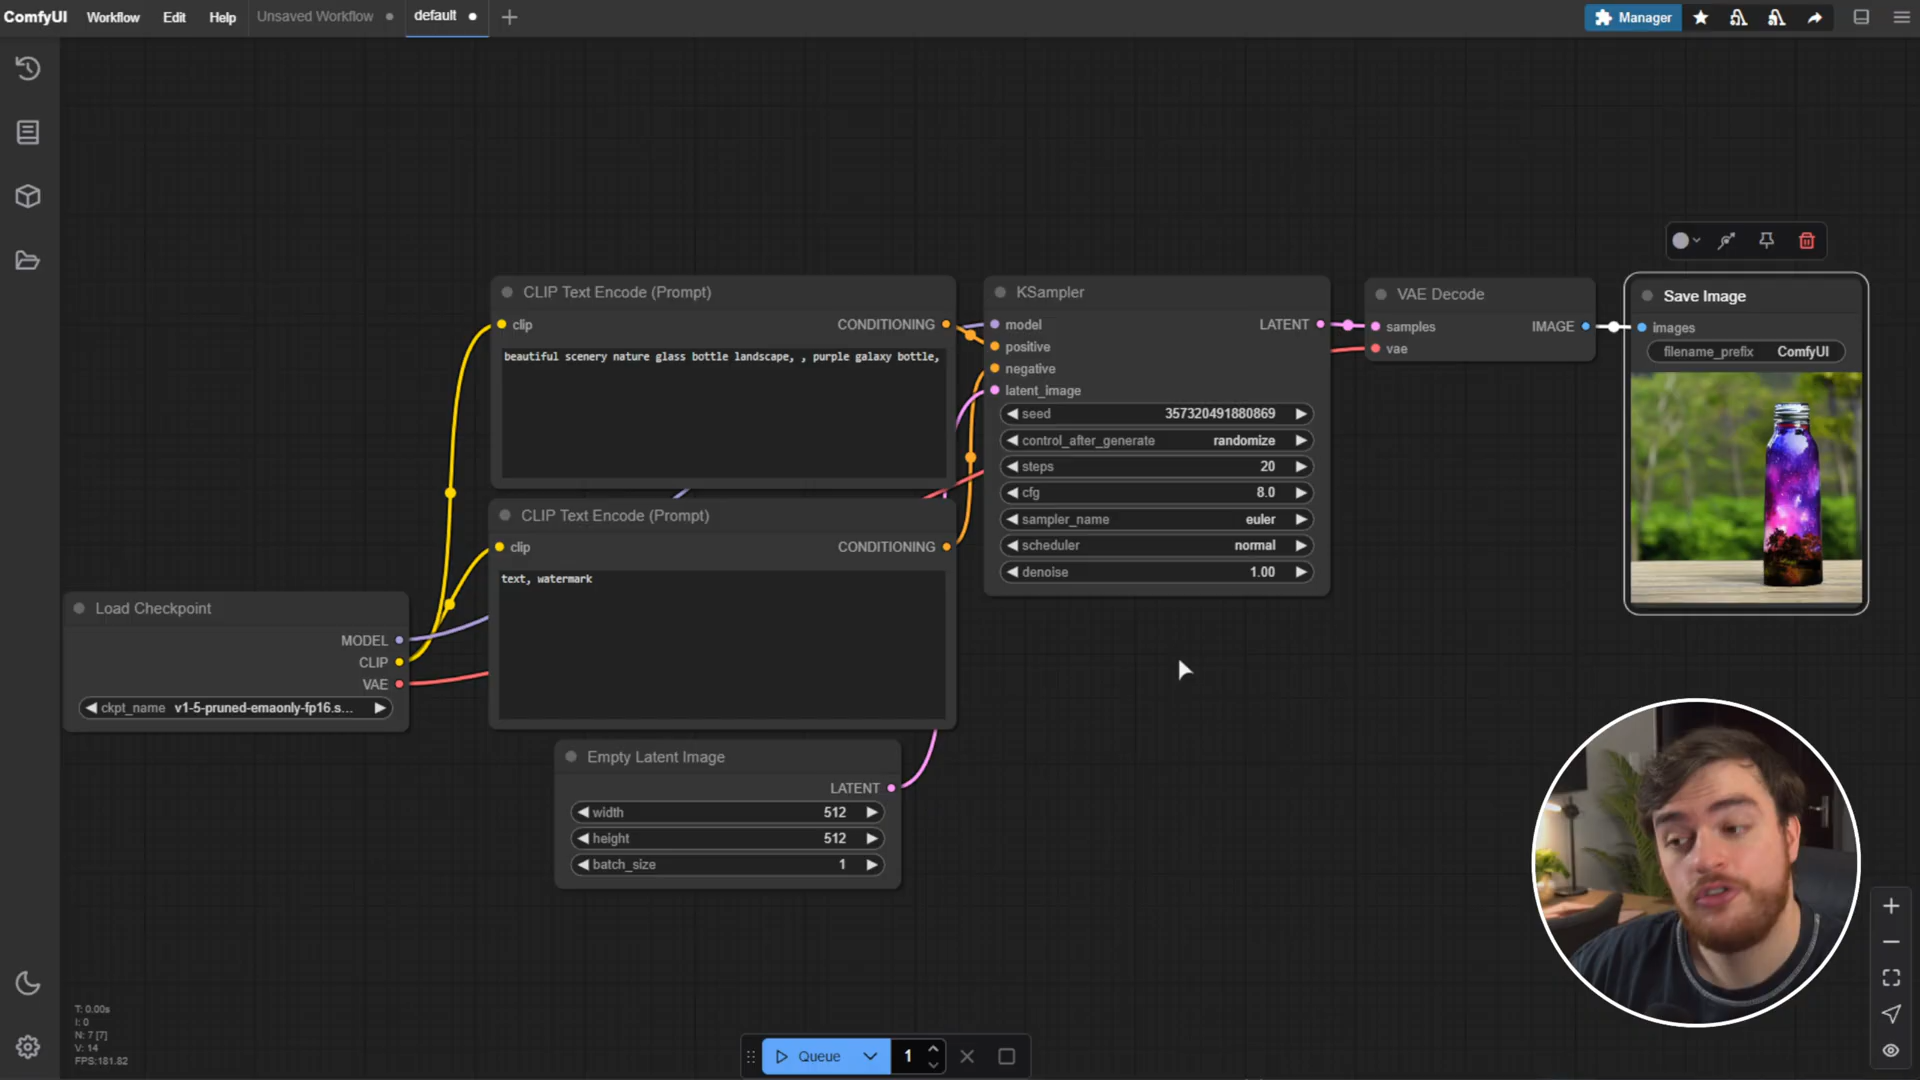 ComfyUI Workflow Edit Help Unsaved Workflow default Manager
CLIP Text Encode (Prompt)
clip CONDITIONING
beautiful scenery nature glass bottle landscape, , purple galaxy bottle,
CLIP Text Encode (Prompt)
clip CONDITIONING
text, watermark
Load Checkpoint
MODEL
CLIP
VAE
ckpt_name v1-5-pruned-emaonly-fp16.s...
Empty Latent Image
LATENT
width 512
height 512
batch_size 1
KSampler
model LATENT
positive
negative
latent_image
seed 357320491880869
control_after_generate randomize
steps 20
cfg 8.0
sampler_name euler
scheduler normal
denoise 1.00
VAE Decode
samples IMAGE
vae
Save Image
images
filename_prefix ComfyUI
T: 0.00s
I: 0
N: 7 [7]
V: 14
FPS:181.82
Queue 1